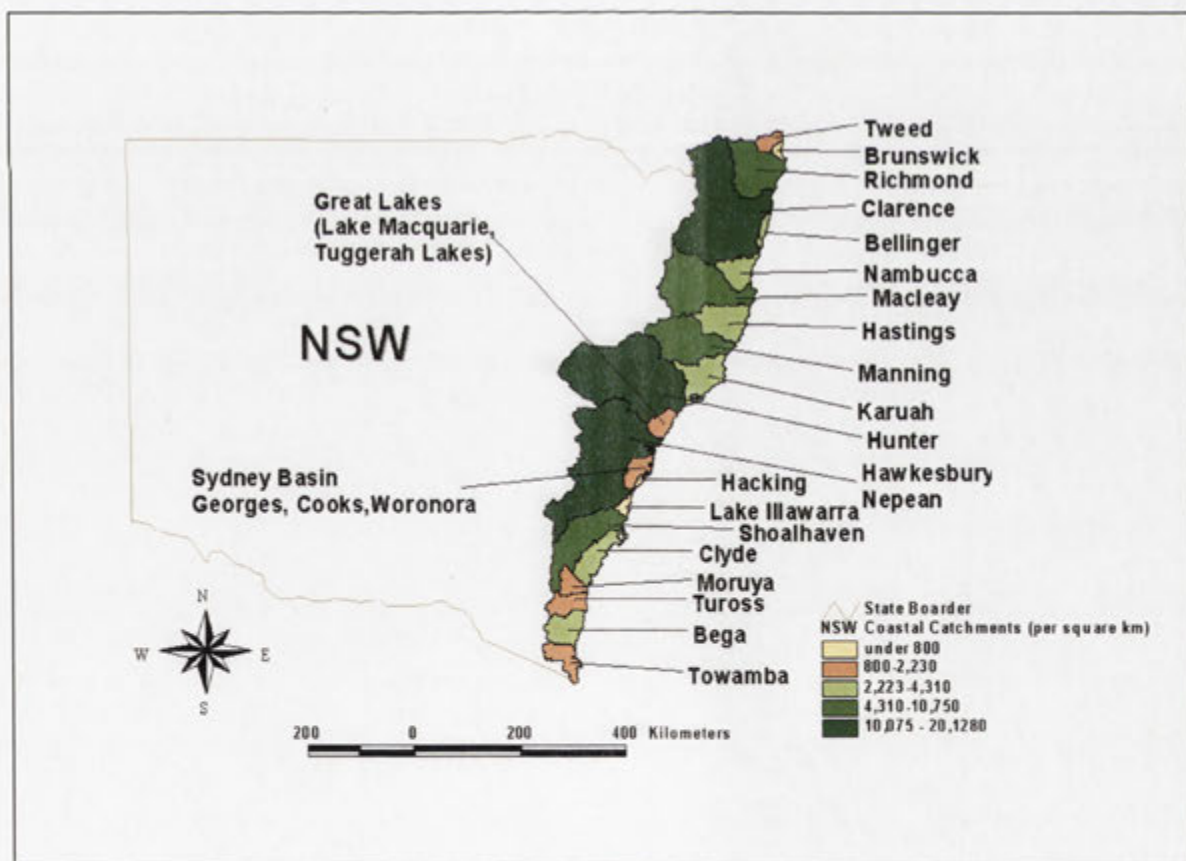 Tweed
Brunswick
Richmond
Clarence
Bellinger
Nambucca
Macleay
Hastings
Manning
Karuah
Hunter
Hawkesbury
Nepean
Great Lakes
(Lake Macquarie,
Tuggerah Lakes)
NSW
Sydney Basin
Georges, Cooks,Woronora
Hacking
Lake Illawarra
Shoalhaven
Clyde
Moruya
Tuross
Bega
Towamba
N
W
E
S
200 0 200 400 Kilometers
State Boarder
NSW Coastal Catchments (per square km)
under 800
800-2,230
2,223-4,310
4,310-10,750
10,075 - 20,1280